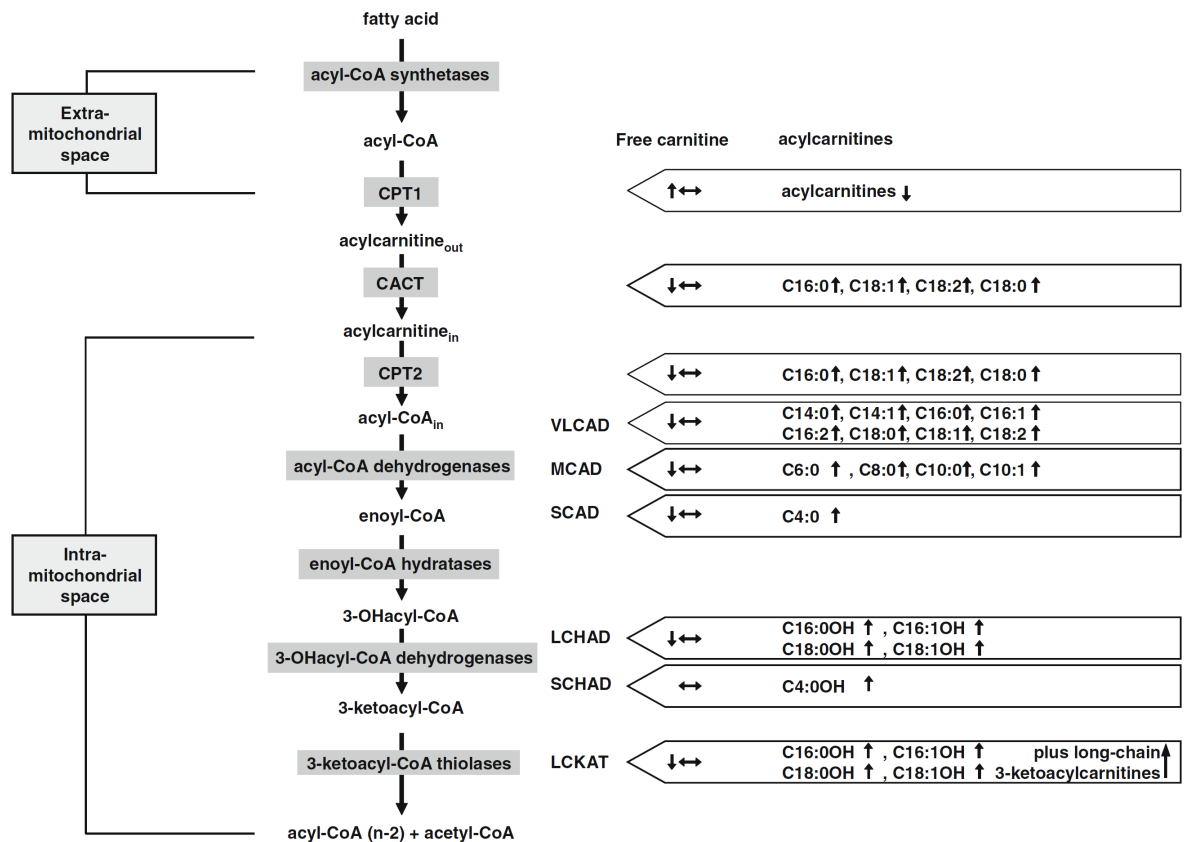 fatty acid
acyl-CoA synthetases
Extra-
mitochondrial
space
acyl-CoA
Free carnitine acylcarnitines
CPT1
↑↔ acylcarnitines ↓
acylcarnitineout
CACT
↓↔ C16:0↑, C18:1↑, C18:2↑, C18:0 ↑
acylcarnitinein
CPT2
↓↔ C16:0↑, C18:1↑, C18:2↑, C18:0 ↑
acyl-CoAin
VLCAD ↓↔ C14:0↑, C14:1↑, C16:0↑, C16:1 ↑
C16:2↑, C18:0↑, C18:1↑, C18:2 ↑
acyl-CoA dehydrogenases
MCAD ↓↔ C6:0 ↑ , C8:0↑, C10:0↑, C10:1 ↑
enoyl-CoA
SCAD ↓↔ C4:0 ↑
Intra-
mitochondrial
space
enoyl-CoA hydratases
3-OHacyl-CoA
LCHAD ↓↔ C16:0OH ↑ , C16:1OH ↑
C18:0OH ↑ , C18:1OH ↑
3-OHacyl-CoA dehydrogenases
SCHAD ↔ C4:0OH ↑
3-ketoacyl-CoA
3-ketoacyl-CoA thiolases
LCKAT ↓↔ C16:0OH ↑ , C16:1OH ↑ plus long-chain
C18:0OH ↑ , C18:1OH ↑ 3-ketoacylcarnitines ↑
acyl-CoA (n-2) + acetyl-CoA